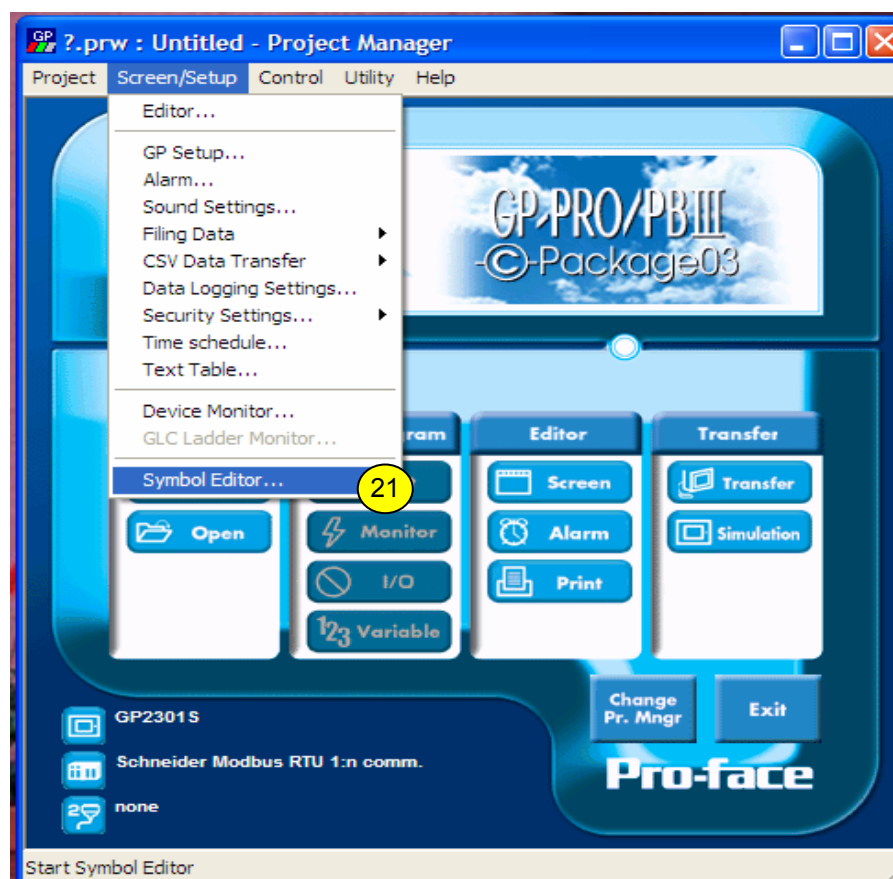 GP ?.prw : Untitled - Project Manager
Project Screen/Setup Control Utility Help
Editor...
GP Setup...
Alarm...
Sound Settings...
Filing Data
CSV Data Transfer
Data Logging Settings...
Security Settings...
Time schedule...
Text Table...
Device Monitor...
GLC Ladder Monitor...
Symbol Editor...
21
GP-PRO/PBIII
-©-Package03
Editor
Transfer
Screen
Transfer
Open
Monitor
Alarm
Simulation
I/O
Print
123 Variable
Change
Pr. Mngr
Exit
GP2301S
Schneider Modbus RTU 1:n comm.
2
none
Pro-face
Start Symbol Editor